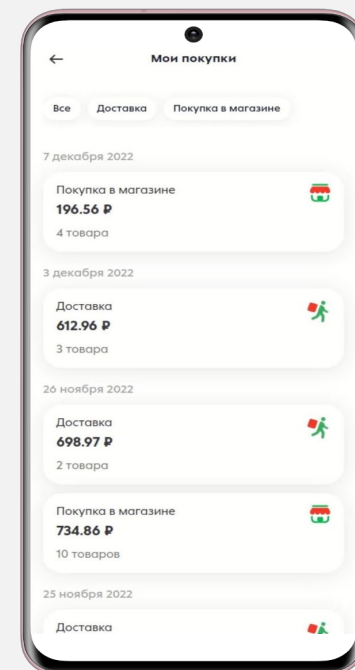 Мои покупки
Все Доставка Покупка в магазине
7 декабря 2022
Покупка в магазине
196.56 ₽
4 товара
3 декабря 2022
Доставка
612.96 ₽
3 товара
26 ноября 2022
Доставка
698.97 ₽
2 товара
Покупка в магазине
734.86 ₽
10 товаров
25 ноября 2022
Доставка